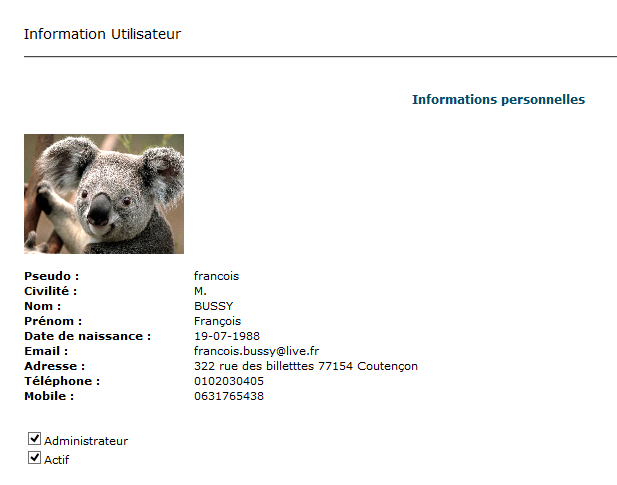 Information Utilisateur
Informations personnelles
Pseudo : francois
Civilité : M.
Nom : BUSSY
Prénom : François
Date de naissance : 19-07-1988
Email : francois.bussy@live.fr
Adresse : 322 rue des billetttes 77154 Coutençon
Téléphone : 0102030405
Mobile : 0631765438
Administrateur
Actif